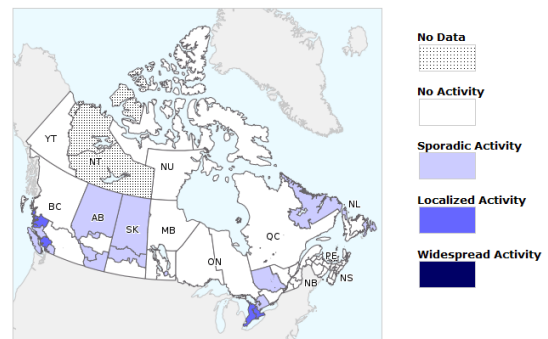 No Data
No Activity
Sporadic Activity
Localized Activity
Widespread Activity
YT
NT
NU
BC
AB
SK
MB
ON
QC
NL
PE
NB
NS